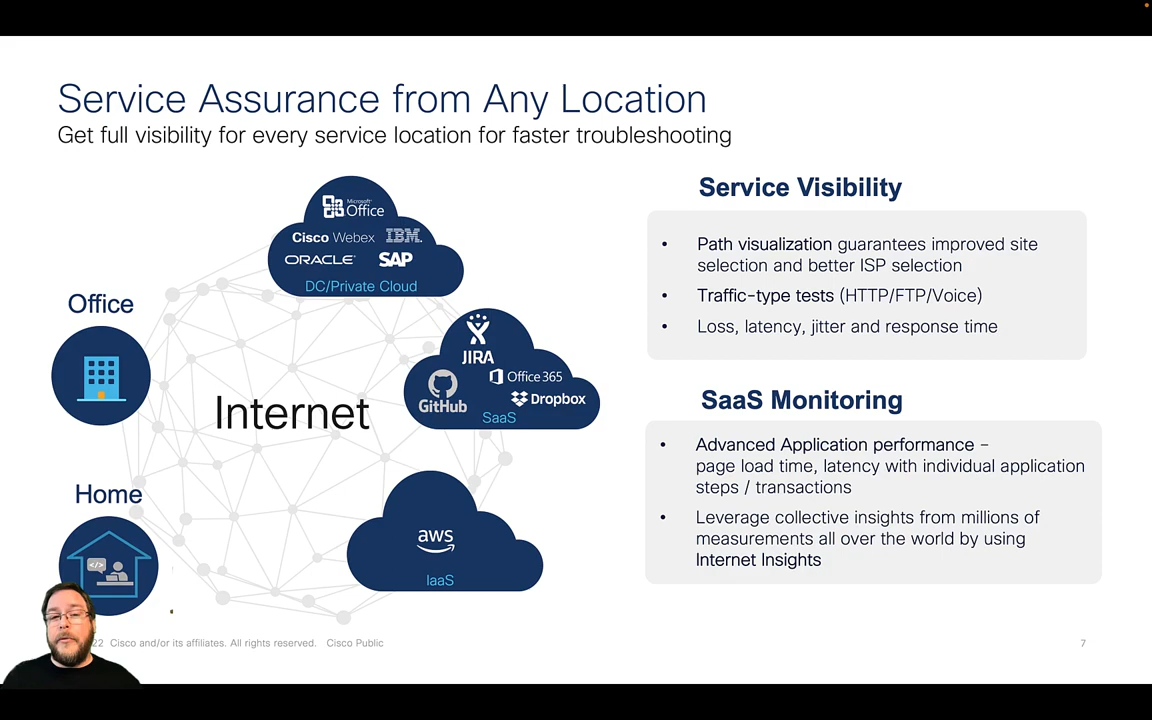 Service Assurance from Any Location
Get full visibility for every service location for faster troubleshooting
Microsoft
Office
Cisco Webex IBM
ORACLE SAP
DC/Private Cloud
Office
JIRA
GitHub
Office 365
Dropbox
SaaS
Internet
Home
</>
aws
IaaS
Service Visibility
• Path visualization guarantees improved site
selection and better ISP selection
• Traffic-type tests (HTTP/FTP/Voice)
• Loss, latency, jitter and response time
SaaS Monitoring
• Advanced Application performance –
page load time, latency with individual application
steps / transactions
• Leverage collective insights from millions of
measurements all over the world by using
Internet Insights
22 Cisco and/or its affiliates. All rights reserved. Cisco Public
7